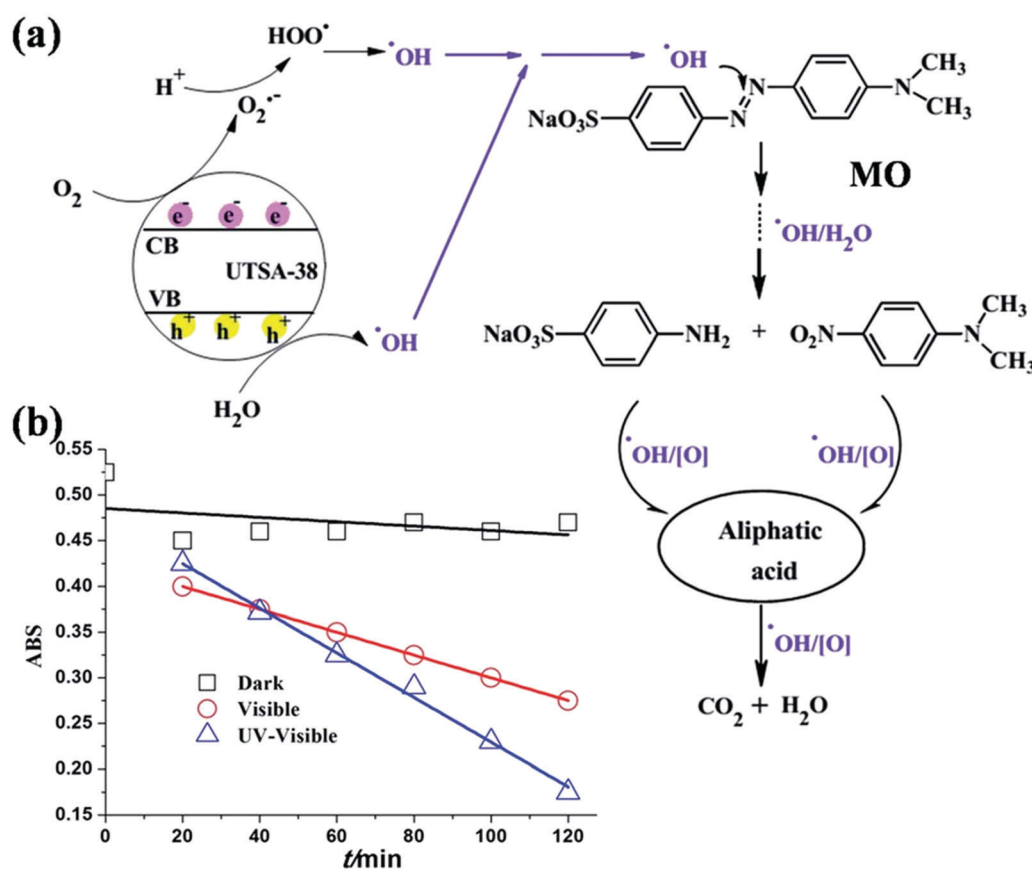 (a)
HOO• → •OH → → •OH
H⁺
O₂•⁻
O₂
e⁻ e⁻ e⁻
CB
UTSA-38
VB
h⁺ h⁺ h⁺
•OH
H₂O
NaO₃S
N
N
N
CH₃
CH₃
MO
•OH/H₂O
NaO₃S
NH₂
+
O₂N
N
CH₃
CH₃
•OH/[O]
•OH/[O]
Aliphatic
acid
•OH/[O]
CO₂ + H₂O
(b)
ABS
0.55
0.50
0.45
0.40
0.35
0.30
0.25
0.20
0.15
Dark
Visible
UV-Visible
0 20 40 60 80 100 120
t/min